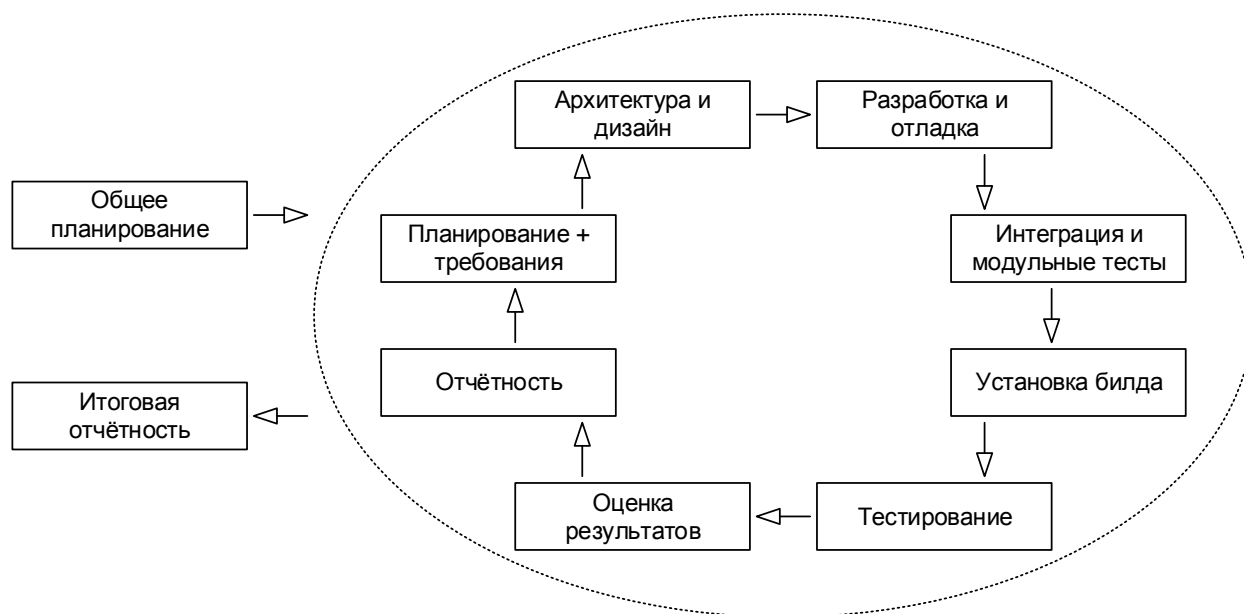 Архитектура и
дизайн
Разработка и
отладка
Общее
планирование
Планирование +
требования
Интеграция и
модульные тесты
Отчётность
Установка билда
Итоговая
отчётность
Оценка
результатов
Тестирование